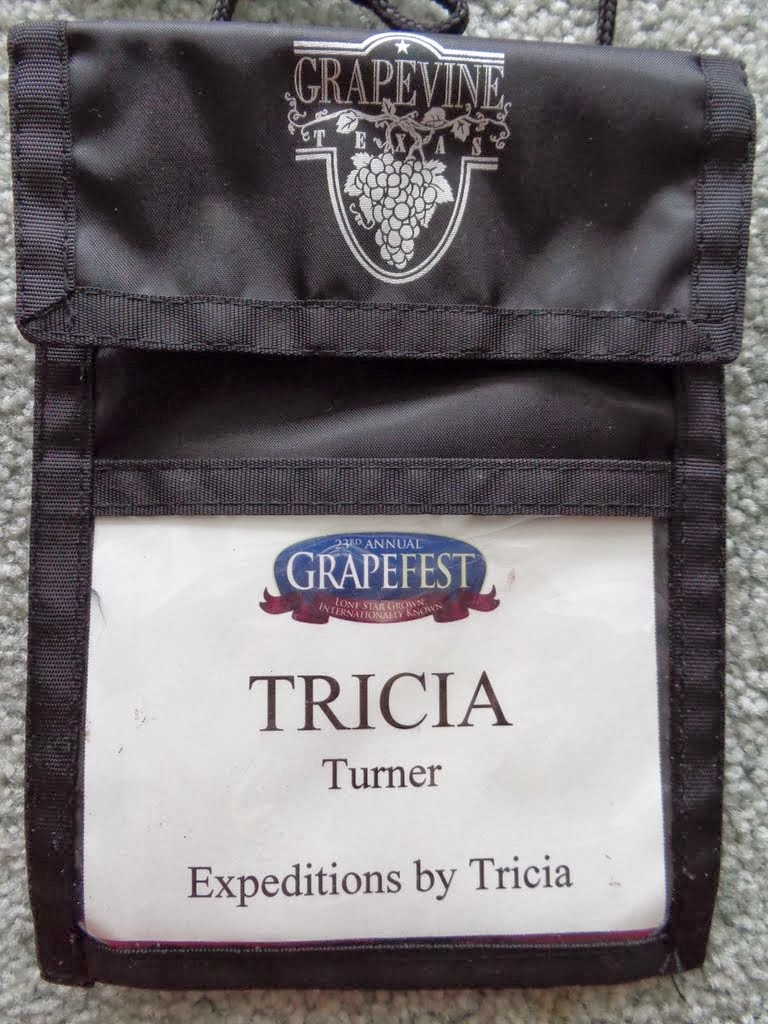 GRAPEVINE
TEXAS
23RD ANNUAL
GRAPEFEST
LONE STAR GROWN
INTERNATIONALLY KNOWN
TRICIA
Turner
Expeditions by Tricia